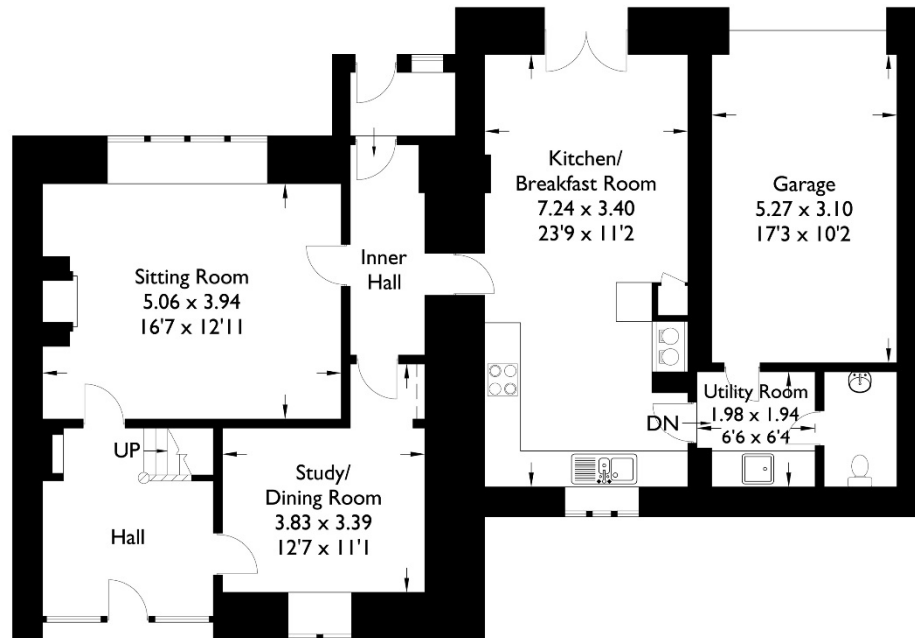 Kitchen/
Breakfast Room
7.24 x 3.40
23'9 x 11'2
Garage
5.27 x 3.10
17'3 x 10'2
Inner
Hall
Sitting Room
5.06 x 3.94
16'7 x 12'11
Utility Room
1.98 x 1.94
6'6 x 6'4
DN
UP
Study/
Dining Room
3.83 x 3.39
12'7 x 11'1
Hall